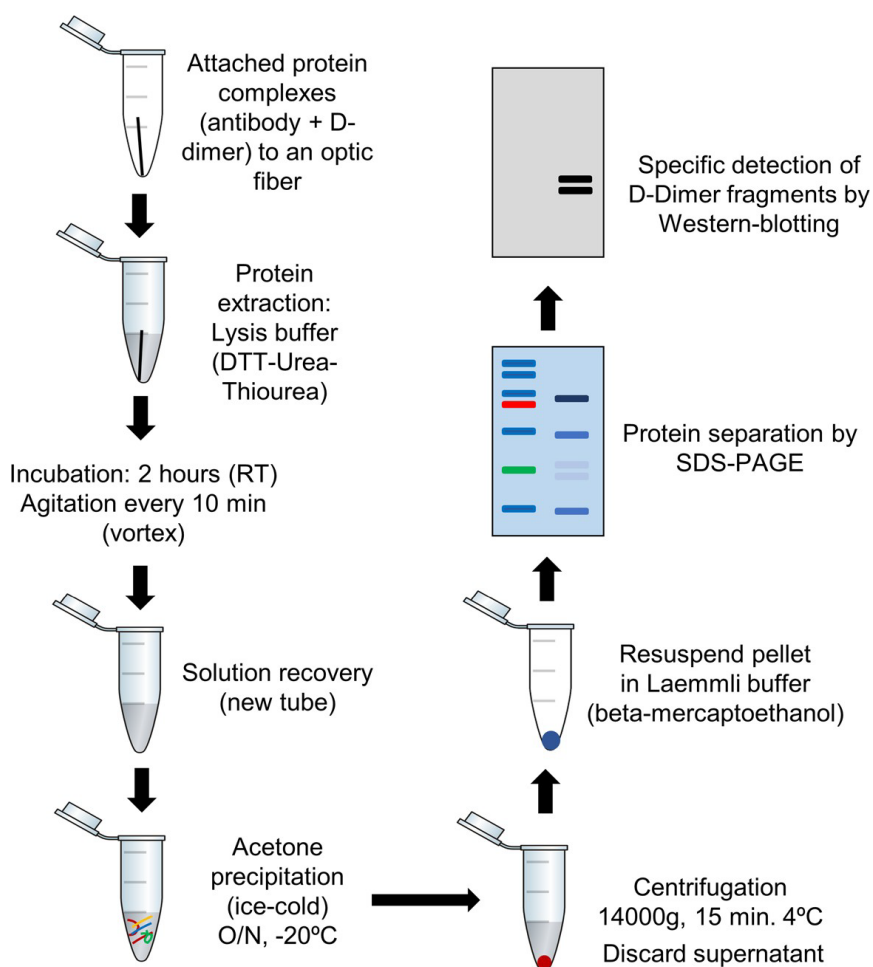 Attached protein
complexes
(antibody + D-
dimer) to an optic
fiber
Protein
extraction:
Lysis buffer
(DTT-Urea-
Thiourea)
Incubation: 2 hours (RT)
Agitation every 10 min
(vortex)
Solution recovery
(new tube)
Acetone
precipitation
(ice-cold)
O/N, -20ºC
Centrifugation
14000g, 15 min. 4ºC
Discard supernatant
Resuspend pellet
in Laemmli buffer
(beta-mercaptoethanol)
Protein separation by
SDS-PAGE
Specific detection of
D-Dimer fragments by
Western-blotting